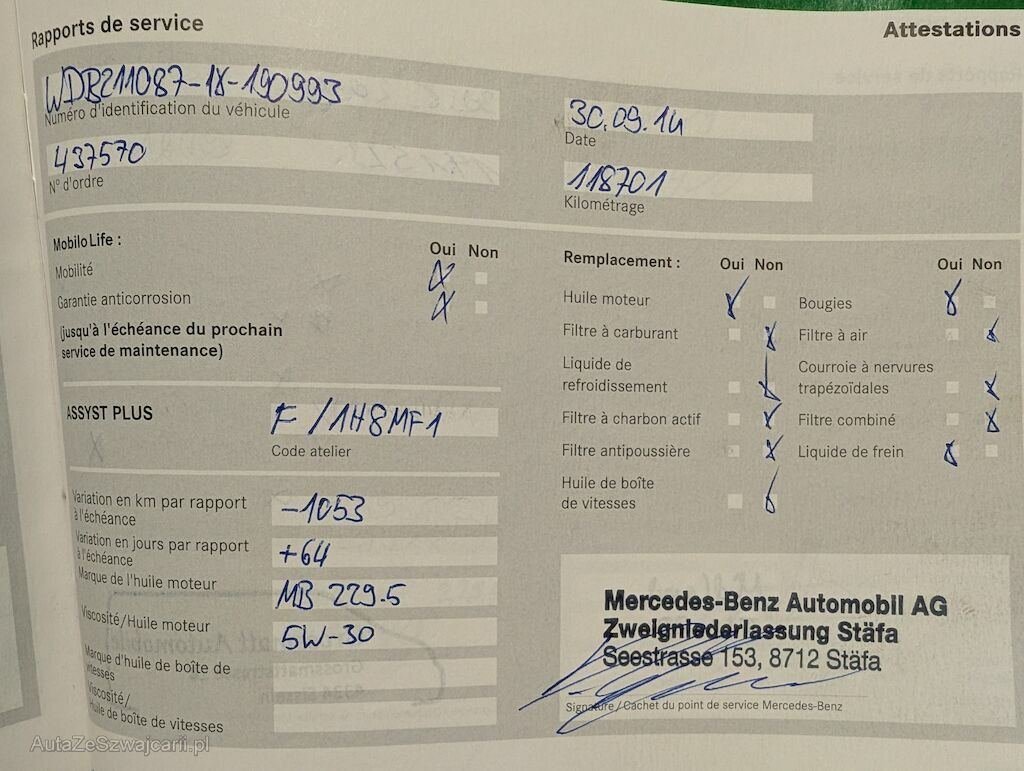 Rapports de service
Attestations
WDB211087-1X-190993
Numéro d'identification du véhicule
437570
N° d'ordre
30.09.14
Date
118701
Kilométrage
MobiloLife :
Oui Non
Mobilité
Garantie anticorrosion
(jusqu'à l'échéance du prochain
service de maintenance)
ASSYST PLUS
F /1H8MF1
Code atelier
Variation en km par rapport
à l'échéance
-1053
Variation en jours par rapport
à l'échéance
+64
Marque de l'huile moteur
MB 229.5
Viscosité/Huile moteur
5W-30
Marque d'huile de boîte de
vitesses
Viscosité/
Huile de boîte de vitesses
Remplacement :
Oui Non
Oui Non
Huile moteur
Bougies
Filtre à carburant
Filtre à air
Liquide de
refroidissement
Courroie à nervures
trapézoïdales
Filtre à charbon actif
Filtre combiné
Filtre antipoussière
Liquide de frein
Huile de boîte
de vitesses
Mercedes-Benz Automobil AG
Zweigniederlassung Stäfa
Seestrasse 153, 8712 Stäfa
Signature / Cachet du point de service Mercedes-Benz
AutaZeSzwajcarii.pl